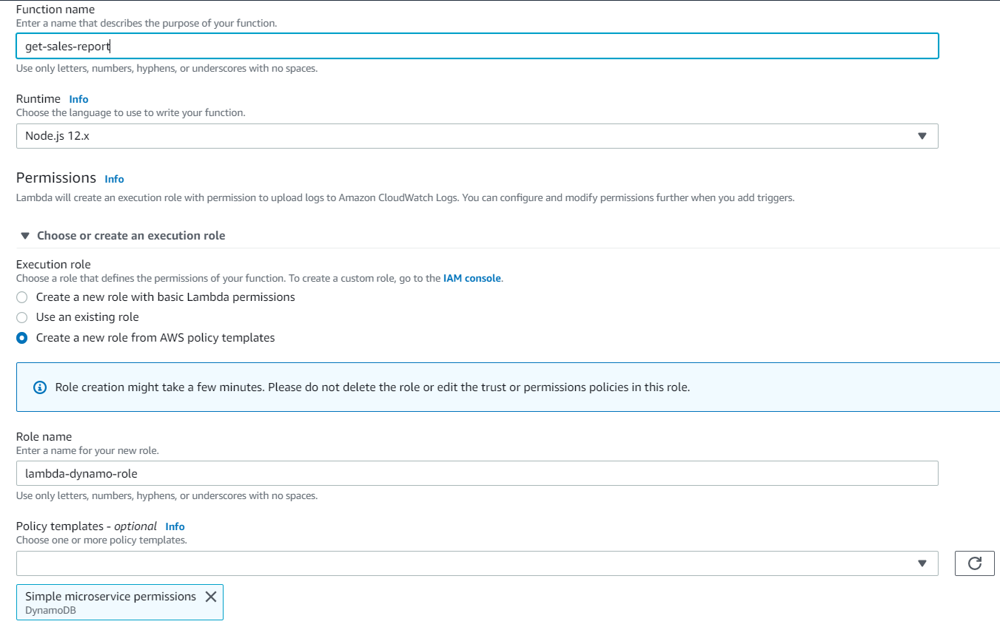 Function name
Enter a name that describes the purpose of your function.
get-sales-report
Use only letters, numbers, hyphens, or underscores with no spaces.
Runtime Info
Choose the language to use to write your function.
Node.js 12.x
Permissions Info
Lambda will create an execution role with permission to upload logs to Amazon CloudWatch Logs. You can configure and modify permissions further when you add triggers.
Choose or create an execution role
Execution role
Choose a role that defines the permissions of your function. To create a custom role, go to the IAM console.
Create a new role with basic Lambda permissions
Use an existing role
Create a new role from AWS policy templates
Role creation might take a few minutes. Please do not delete the role or edit the trust or permissions policies in this role.
Role name
Enter a name for your new role.
lambda-dynamo-role
Use only letters, numbers, hyphens, or underscores with no spaces.
Policy templates - optional Info
Choose one or more policy templates.
Simple microservice permissions
DynamoDB